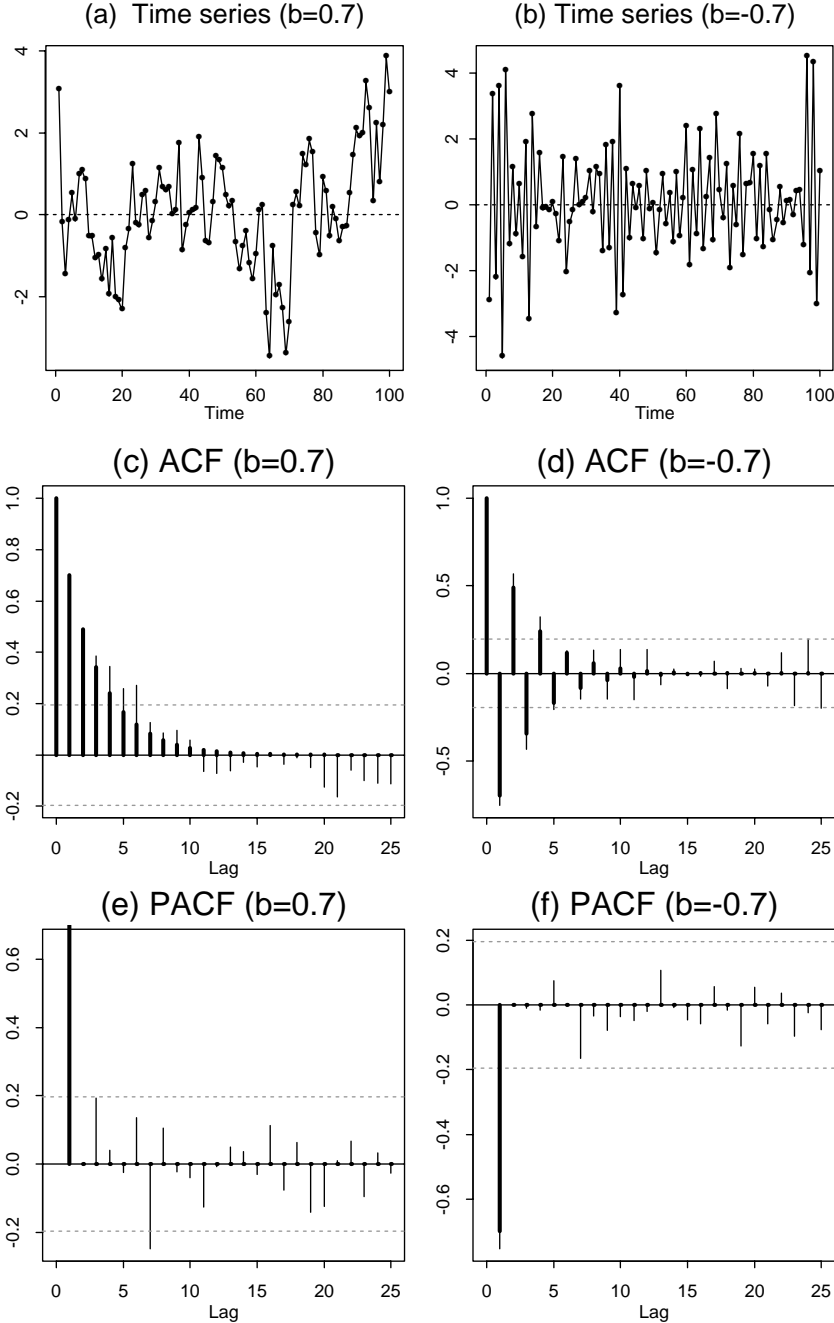 (a) Time series (b=0.7)
4
2
0
-2
0 20 40 60 80 100
Time
(b) Time series (b=-0.7)
4
2
0
-2
-4
0 20 40 60 80 100
Time
(c) ACF (b=0.7)
1.0
0.8
0.6
0.4
0.2
0.0
-0.2
0 5 10 15 20 25
Lag
(d) ACF (b=-0.7)
1.0
0.5
0.0
-0.5
0 5 10 15 20 25
Lag
(e) PACF (b=0.7)
0.6
0.4
0.2
0.0
-0.2
0 5 10 15 20 25
Lag
(f) PACF (b=-0.7)
0.2
0.0
-0.2
-0.4
-0.6
0 5 10 15 20 25
Lag